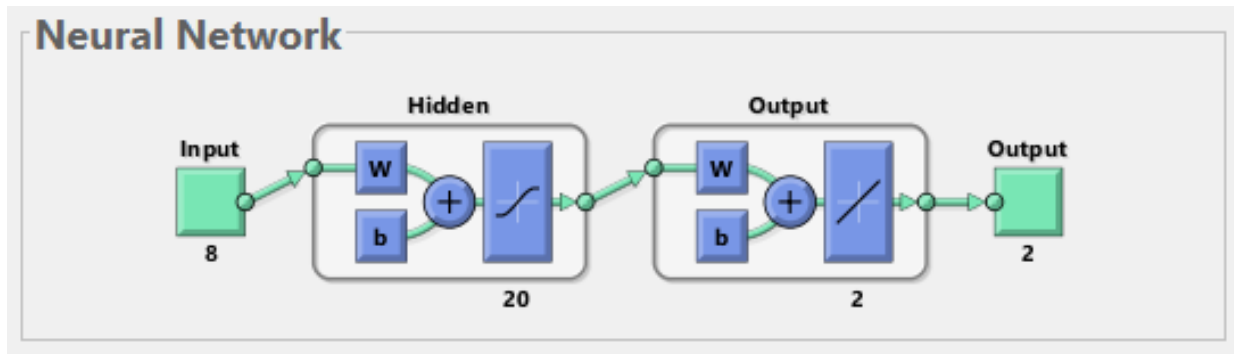 Neural Network
Hidden
Output
Input
Output
W
W
+
+
b
b
8
2
20
2